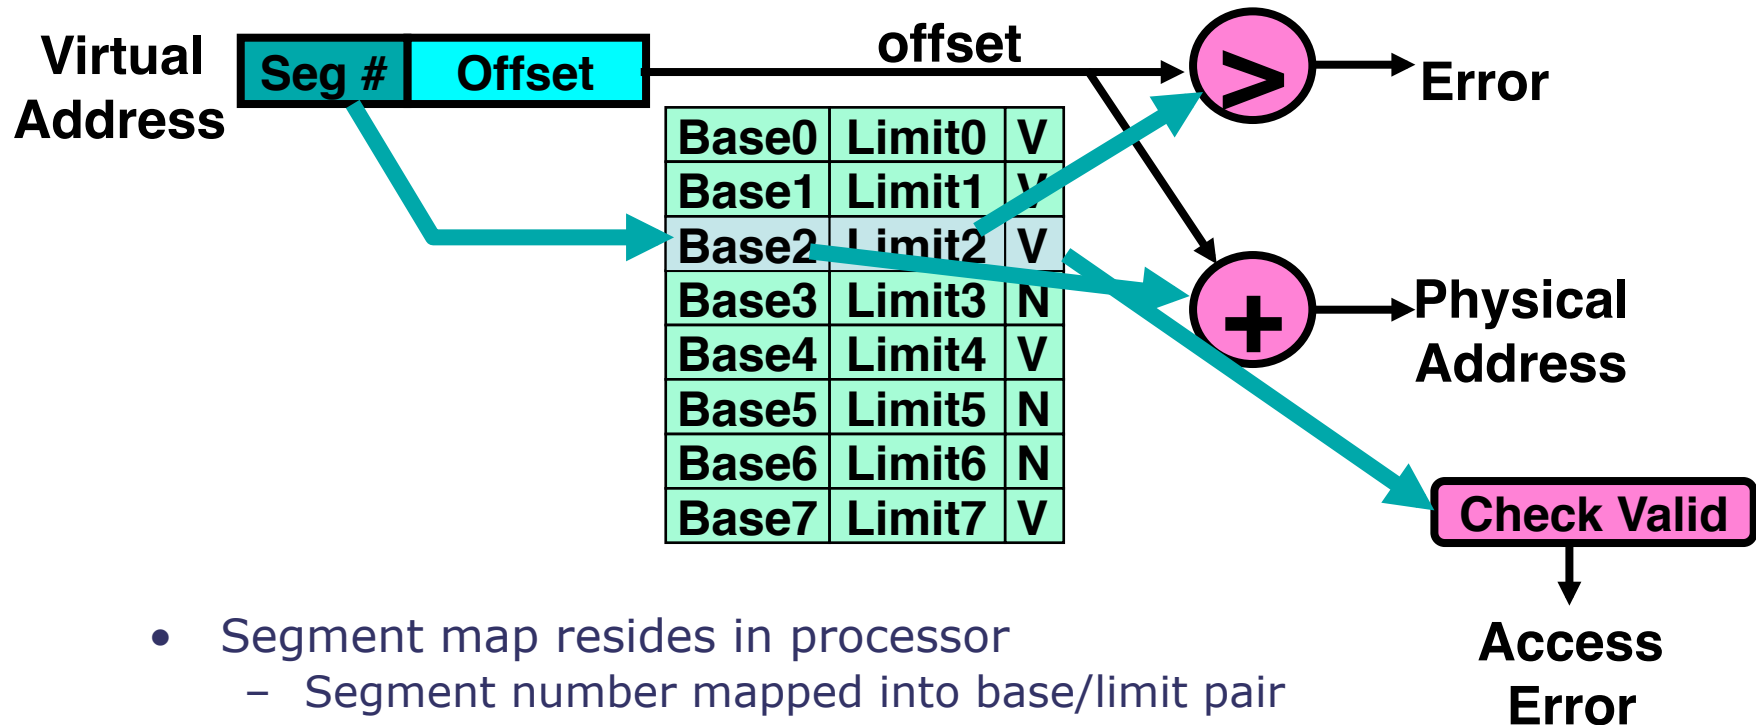 Virtual
Address
Seg # Offset
offset
>
Error
Base0 Limit0 V
Base1 Limit1 V
Base2 Limit2 V
Base3 Limit3 N
Base4 Limit4 V
Base5 Limit5 N
Base6 Limit6 N
Base7 Limit7 V
+
Physical
Address
Check Valid
Access
Error
• Segment map resides in processor
– Segment number mapped into base/limit pair